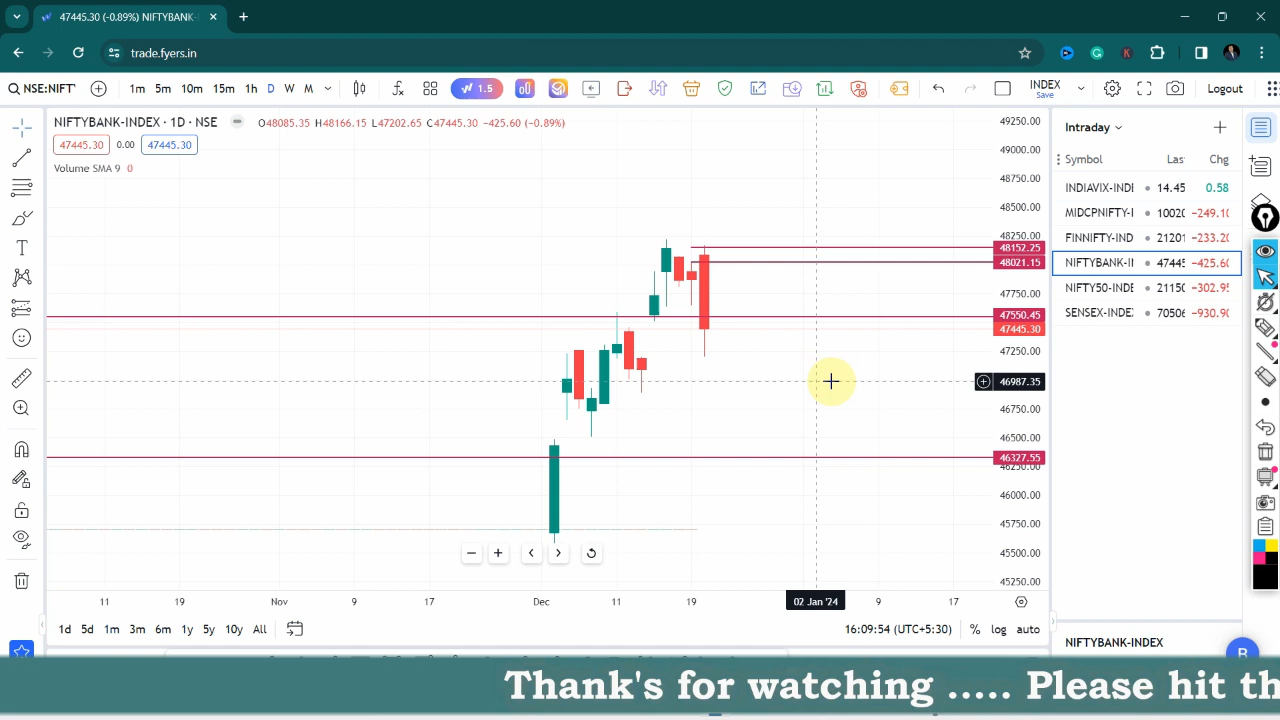 47445.30 (-0.89%) NIFTYBANK-
trade.fyers.in
K
NSE:NIFT
1m 5m 10m 15m 1h D W M
1.5
INDEX
Save
Logout
NIFTYBANK-INDEX · 1D · NSE
O48085.35 H48166.15 L47202.65 C47445.30 -425.60 (-0.89%)
47445.30 0.00 47445.30
Volume SMA 9 0
49250.00
49000.00
48750.00
48500.00
48250.00
48152.25
48021.15
47750.00
47550.45
47445.30
47250.00
46987.35
46750.00
46500.00
46327.55
46250.00
46000.00
45750.00
45500.00
45250.00
11 19 Nov 9 17 Dec 11 19 02 Jan '24 9 17
1d 5d 1m 3m 6m 1y 5y 10y All
16:09:54 (UTC+5:30) % log auto
Intraday
Symbol Las Chg
INDIAVIX-INDE 14.45 0.58
MIDCPNIFTY-I 10020 -249.10
FINNIFTY-IND 21201 -233.20
NIFTYBANK-II 47445 -425.60
NIFTY50-INDE 21150 -302.95
SENSEX-INDE 70506 -930.90
NIFTYBANK-INDEX
Thank's for watching ..... Please hit th